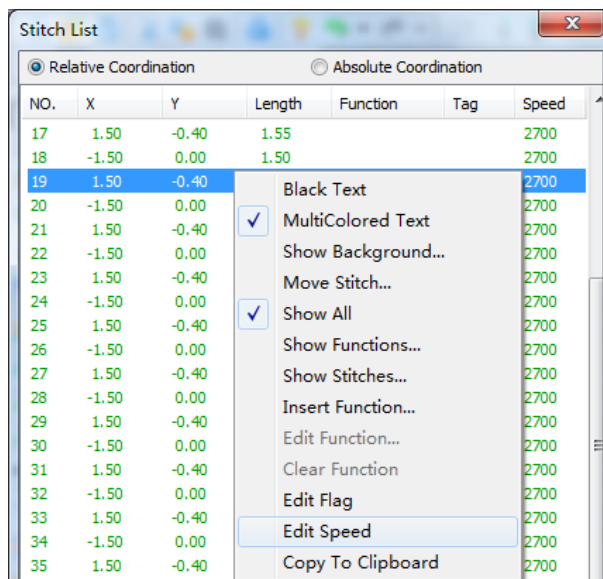 Stitch List
Relative Coordination Absolute Coordination
NO. X Y Length Function Tag Speed
17 1.50 -0.40 1.55 2700
18 -1.50 0.00 1.50 2700
19 1.50 -0.40 2700
Black Text
20 -1.50 0.00 2700
MultiColored Text
21 1.50 -0.40 2700
22 -1.50 0.00 2700
Show Background...
23 1.50 -0.40 2700
Move Stitch...
24 -1.50 0.00 2700
Show All
25 1.50 -0.40 2700
26 -1.50 0.00 2700
Show Functions...
27 1.50 -0.40 2700
Show Stitches...
28 -1.50 0.00 2700
Insert Function...
29 1.50 -0.40 2700
30 -1.50 0.00 2700
Edit Function...
31 1.50 -0.40 2700
Clear Function
32 -1.50 0.00 2700
Edit Flag
33 1.50 -0.40 2700
Edit Speed
34 -1.50 0.00 2700
35 1.50 -0.40 2700
Copy To Clipboard